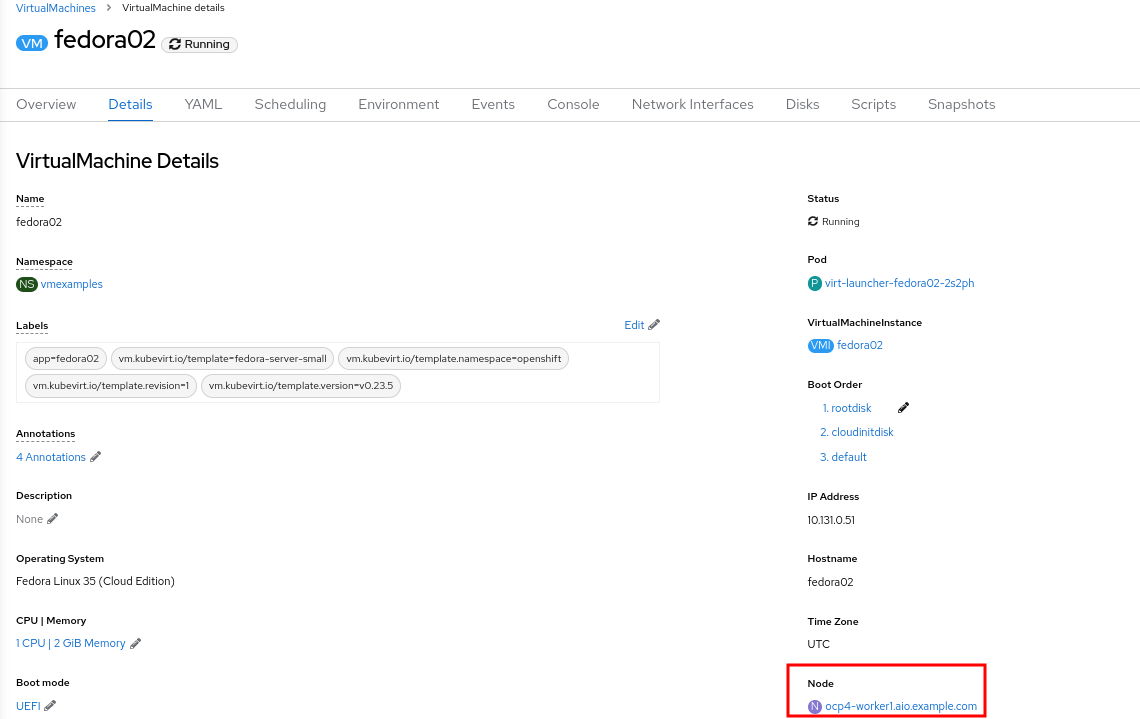 VirtualMachines > VirtualMachine details
VM fedora02 Running
Overview Details YAML Scheduling Environment Events Console Network Interfaces Disks Scripts Snapshots
VirtualMachine Details
Name
fedora02
Namespace
NS vmexamples
Labels Edit
app=fedora02 vm.kubevirt.io/template=fedora-server-small vm.kubevirt.io/template.namespace=openshift
vm.kubevirt.io/template.revision=1 vm.kubevirt.io/template.version=v0.23.5
Annotations
4 Annotations
Description
None
Operating System
Fedora Linux 35 (Cloud Edition)
CPU | Memory
1 CPU | 2 GiB Memory
Boot mode
UEFI
Status
Running
Pod
P virt-launcher-fedora02-2s2ph
VirtualMachineInstance
VMI fedora02
Boot Order
1. rootdisk
2. cloudinitdisk
3. default
IP Address
10.131.0.51
Hostname
fedora02
Time Zone
UTC
Node
N ocp4-worker1.aio.example.com